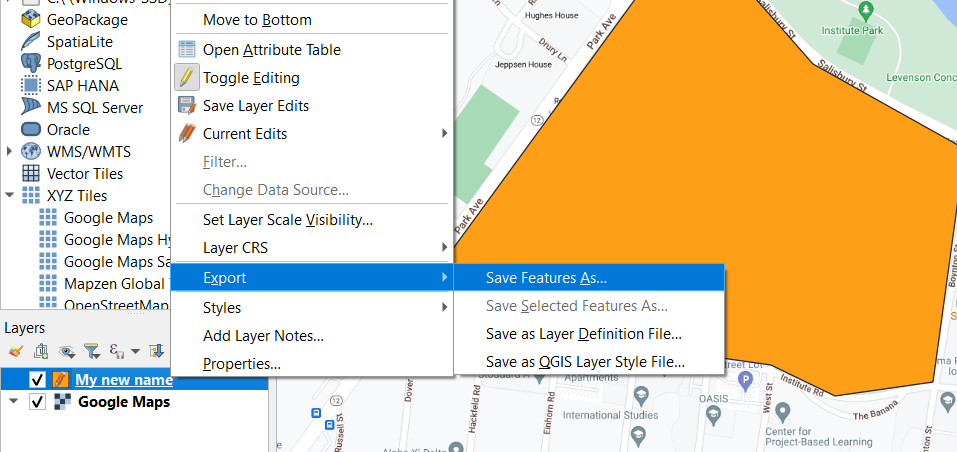 C:\ (Windows-SSD)
GeoPackage
SpatiaLite
PostgreSQL
SAP HANA
MS SQL Server
Oracle
WMS/WMTS
Vector Tiles
XYZ Tiles
Google Maps
Google Maps Hy
Google Maps Sa
Mapzen Global
OpenStreetMap
Layers
My new name
Google Maps
Move to Bottom
Open Attribute Table
Toggle Editing
Save Layer Edits
Current Edits
Filter...
Change Data Source...
Set Layer Scale Visibility...
Layer CRS
Export
Styles
Add Layer Notes...
Properties...
Save Features As...
Save Selected Features As...
Save as Layer Definition File...
Save as QGIS Layer Style File...
Hughes House
Park Ave
Drury Ln
Jeppsen House
12
Park Ave
Salisbury St
Institute Park
Salisbury St
Levenson Conc
Boynton St
Street Lot
P
Institute Rd
The Banana
West St
OASIS
Center for
Project-Based Learning
Apartments
International Studies
Einhorn Rd
Hackfeld Rd
Dover
12
Russell St
Alpha Xi Delta